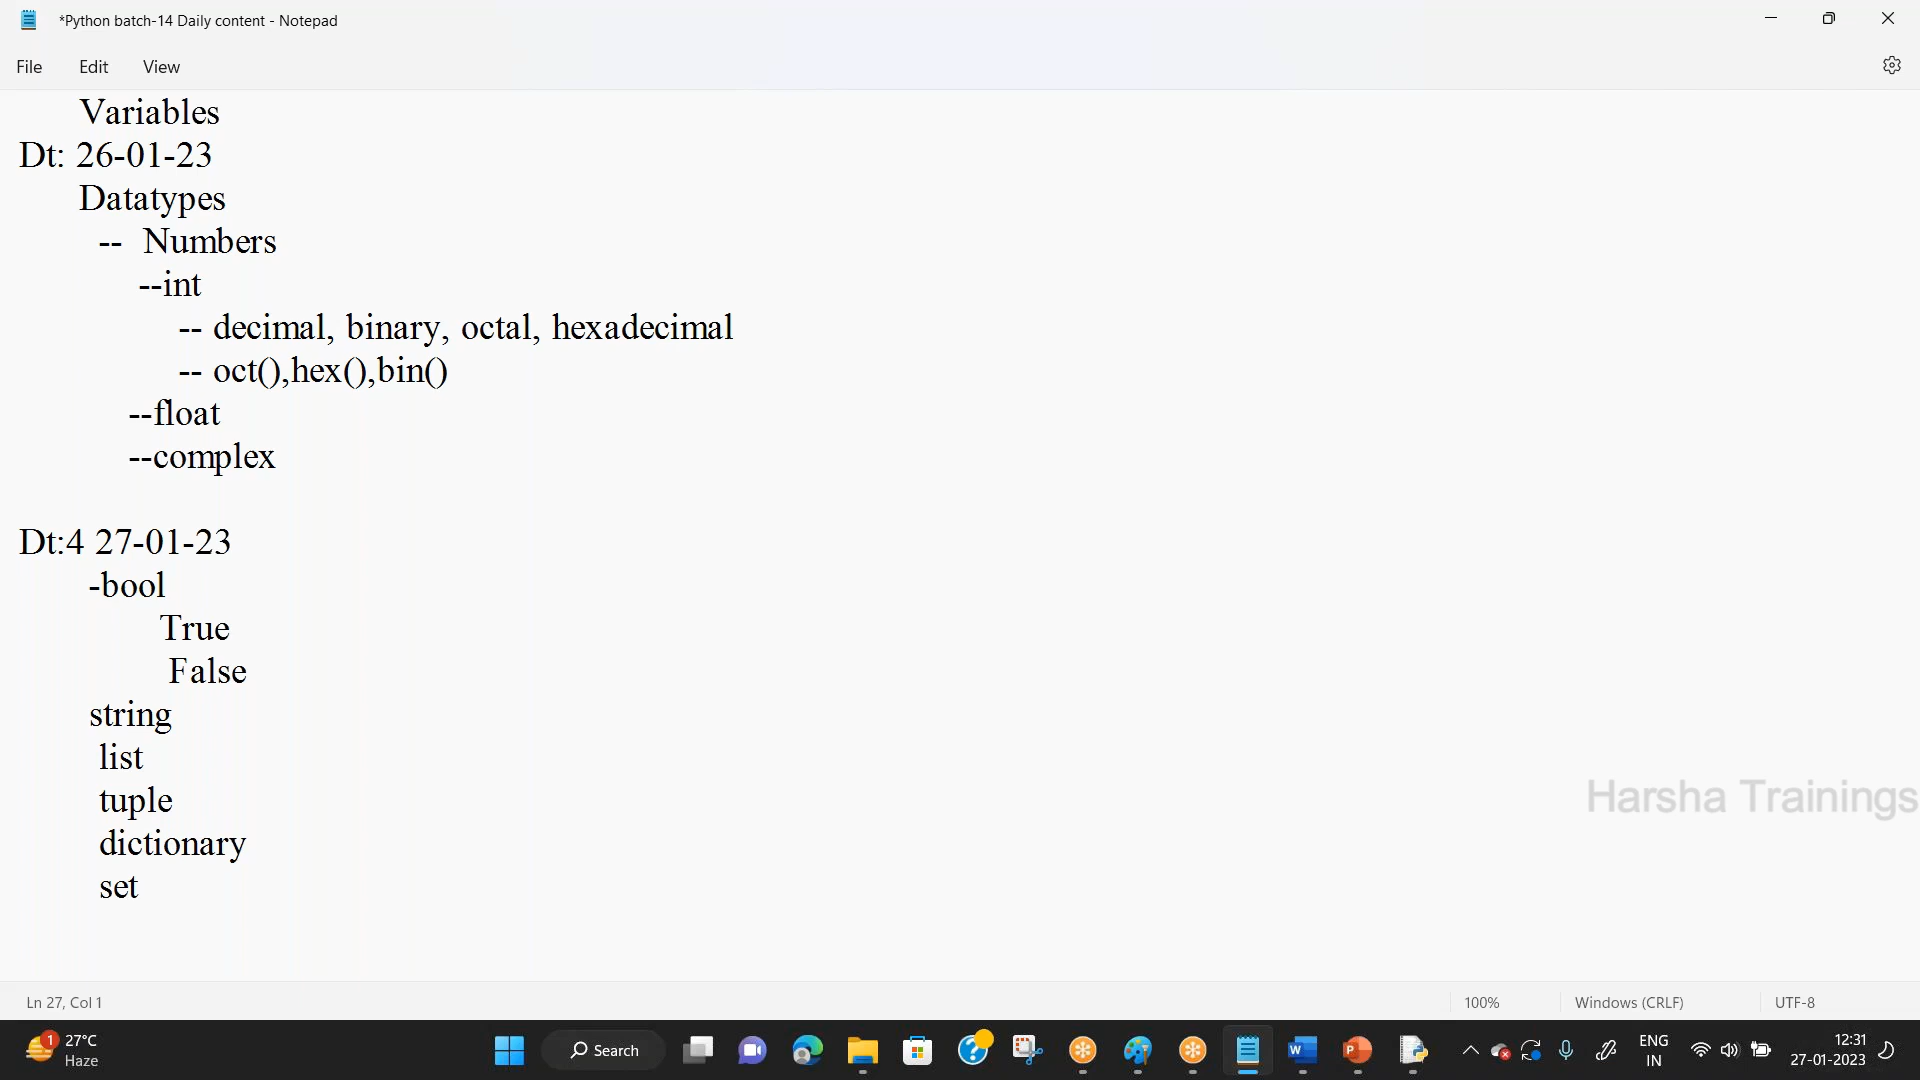 *Python batch-14 Daily content - Notepad
File Edit View
Variables
Dt: 26-01-23
Datatypes
-- Numbers
--int
-- decimal, binary, octal, hexadecimal
-- oct(),hex(),bin()
--float
--complex
Dt:4 27-01-23
-bool
True
False
string
list
tuple
dictionary
set
Harsha Trainings
Ln 27, Col 1 100% Windows (CRLF) UTF-8
1 27°C
Haze
Search
ENG
IN
12:31
27-01-2023